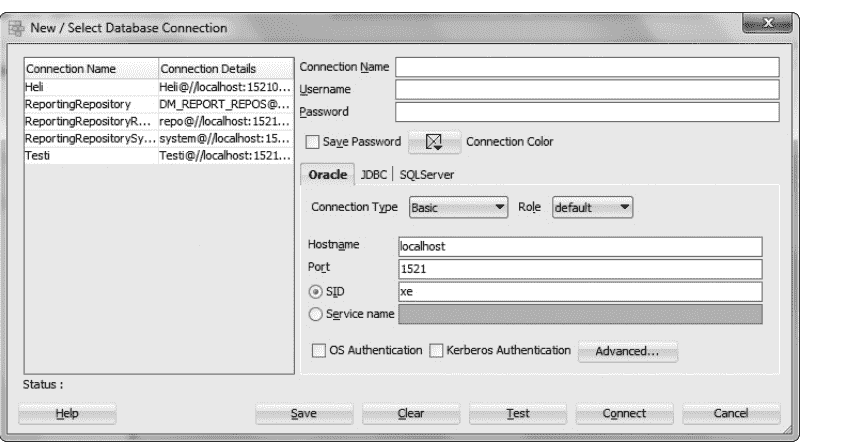 New / Select Database Connection
Connection Name Connection Details
Heli Heli@//localhost:15210...
ReportingRepository DM_REPORT_REPOS@...
ReportingRepositoryR... repo@//localhost:1521...
ReportingRepositorySy... system@//localhost:15...
Testi Testi@//localhost:1521...
Connection Name
Username
Password
Save Password Connection Color
Oracle JDBC SQLServer
Connection Type Basic Role default
Hostname localhost
Port 1521
SID xe
Service name
OS Authentication Kerberos Authentication Advanced...
Status :
Help Save Clear Test Connect Cancel